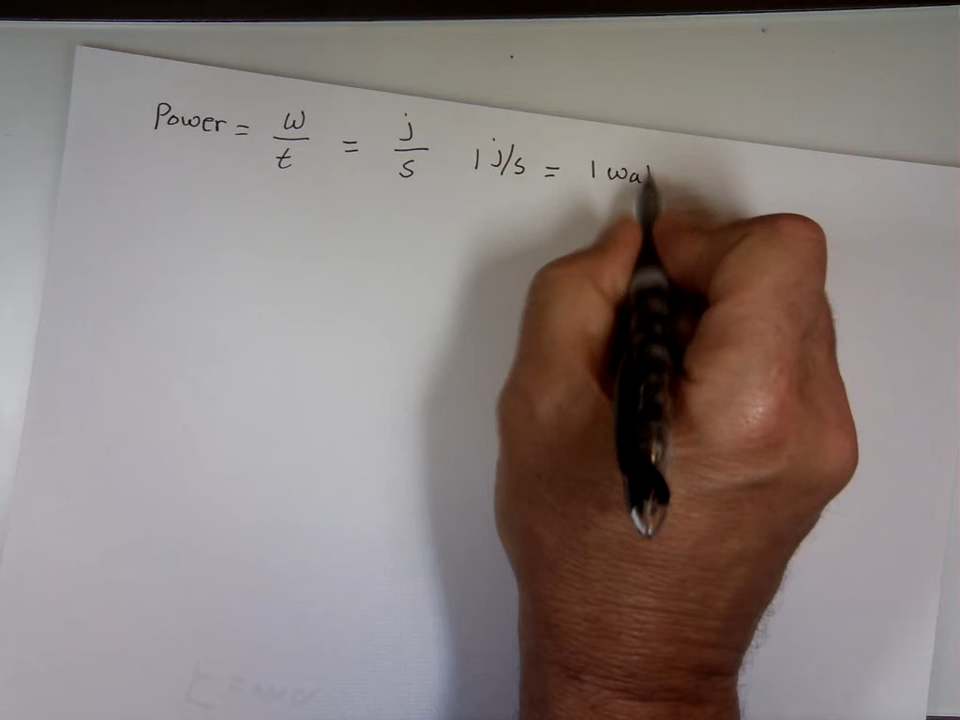 Power = w/t = j/s 1 j/s = 1 wa